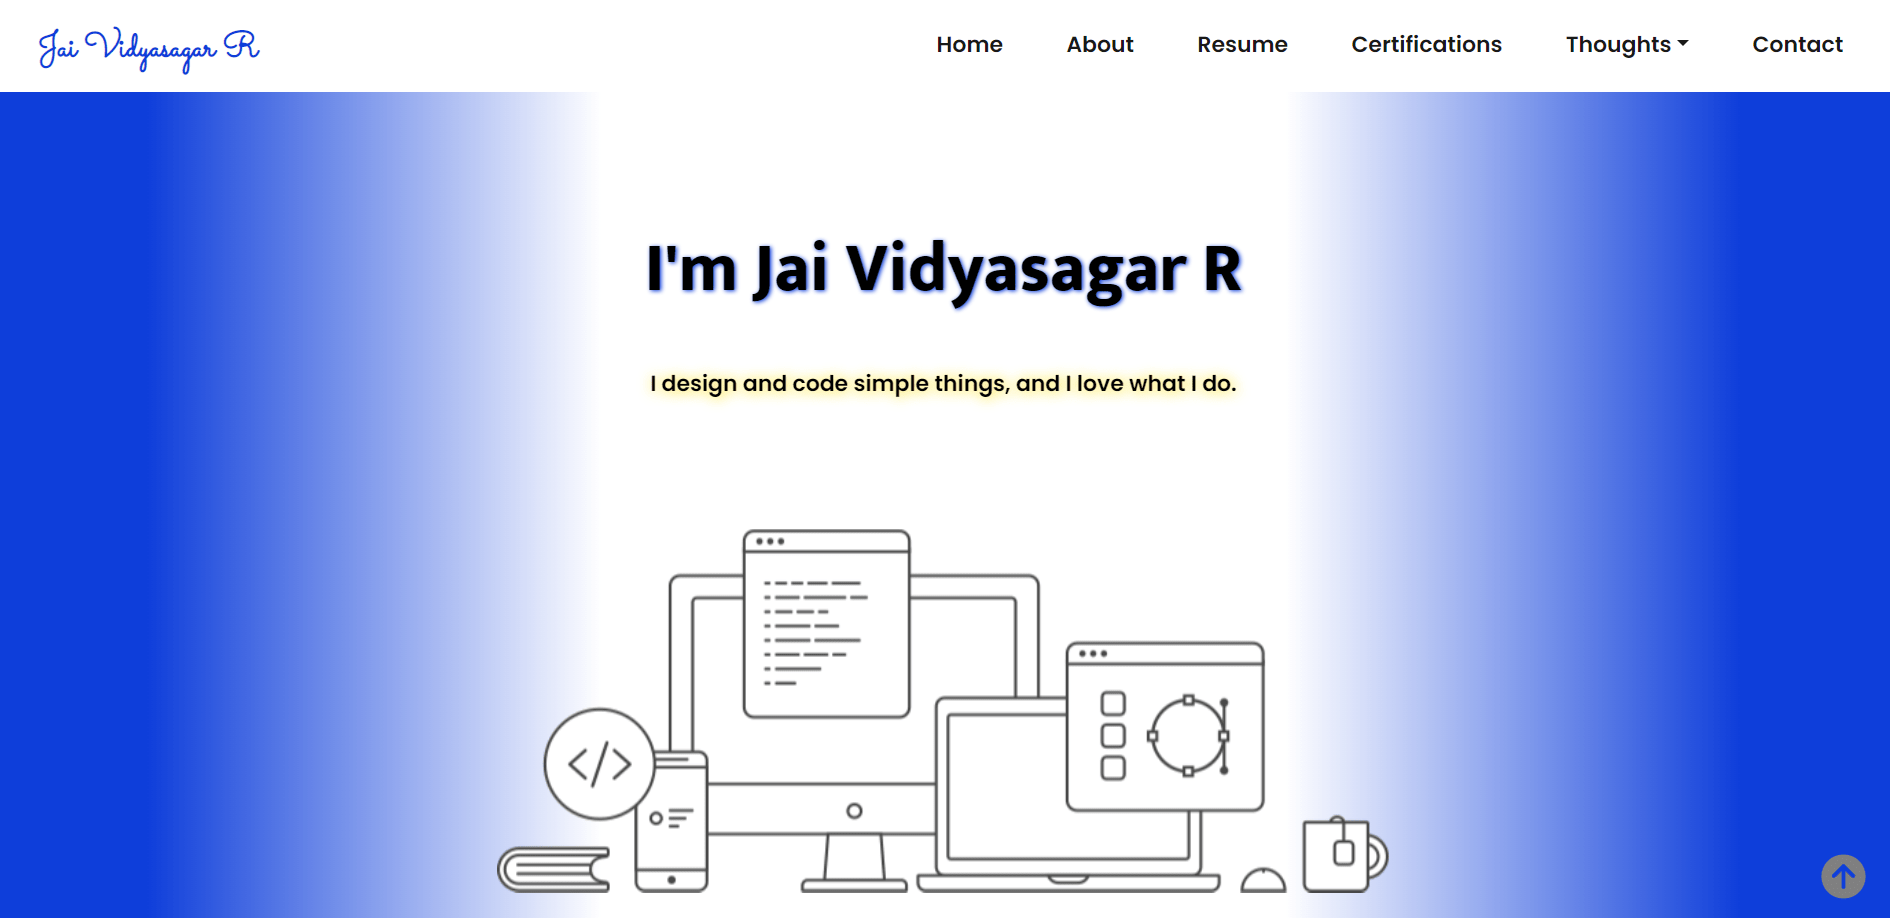 Jai Vidyasagar R
Home About Resume Certifications Thoughts Contact
I'm Jai Vidyasagar R
I design and code simple things, and I love what I do.
</>